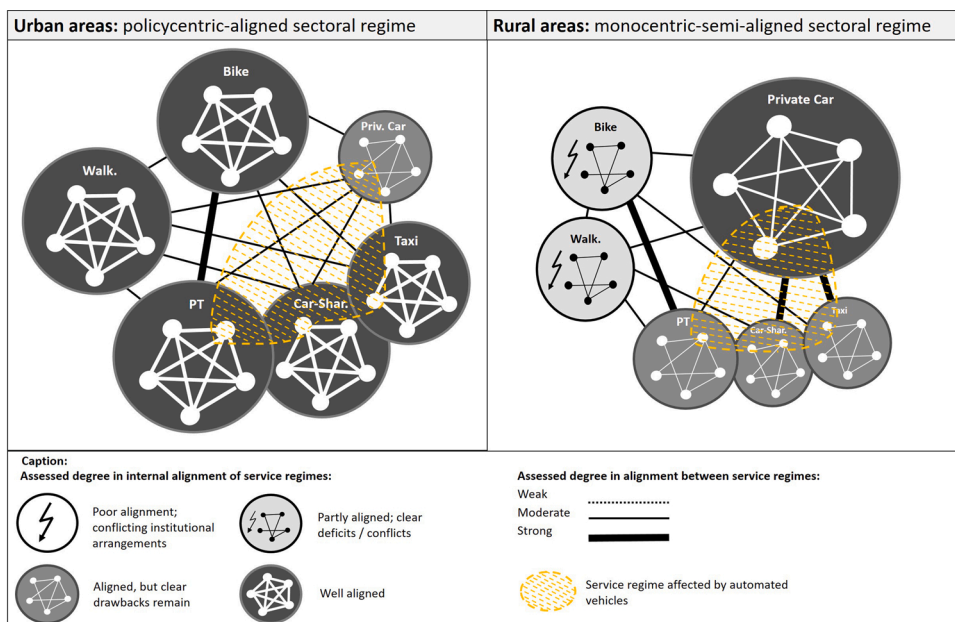 Urban areas: policycentric-aligned sectoral regime
Bike
Priv. Car
Walk.
Taxi
PT
Car-Shar.
Rural areas: monocentric-semi-aligned sectoral regime
Private Car
Bike
Walk.
PT
Car-Shar.
Taxi
Caption:
Assessed degree in internal alignment of service regimes:
Poor alignment;
conflicting institutional
arrangements
Partly aligned; clear
deficits / conflicts
Aligned, but clear
drawbacks remain
Well aligned
Assessed degree in alignment between service regimes:
Weak
Moderate
Strong
Service regime affected by automated
vehicles